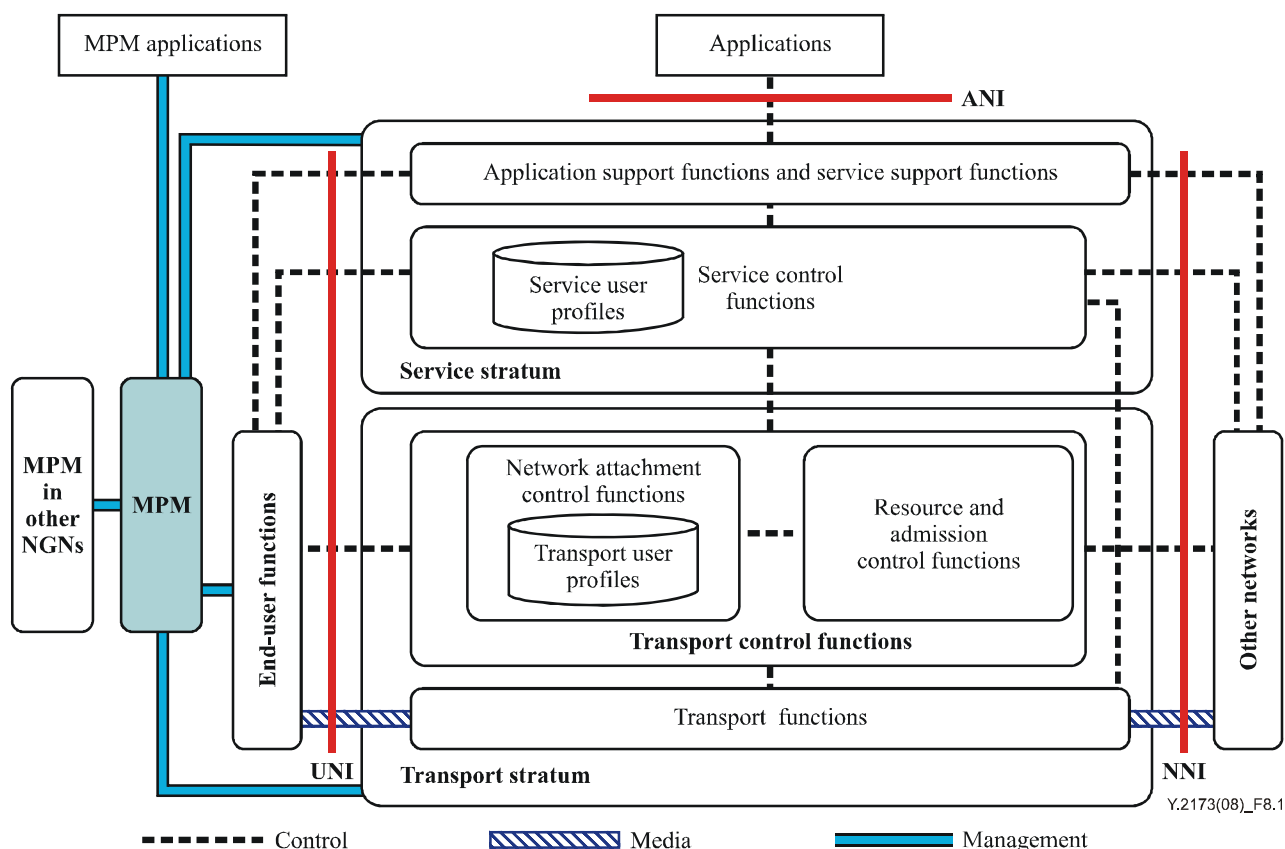 MPM applications
Applications
ANI
Application support functions and service support functions
Service user
profiles
Service control
functions
Service stratum
MPM
in
other
NGNs
MPM
End-user functions
Network attachment
control functions
Transport user
profiles
Resource and
admission
control functions
Transport control functions
Other networks
Transport functions
UNI
Transport stratum
NNI
Y.2173(08)_F8.1
Control
Media
Management